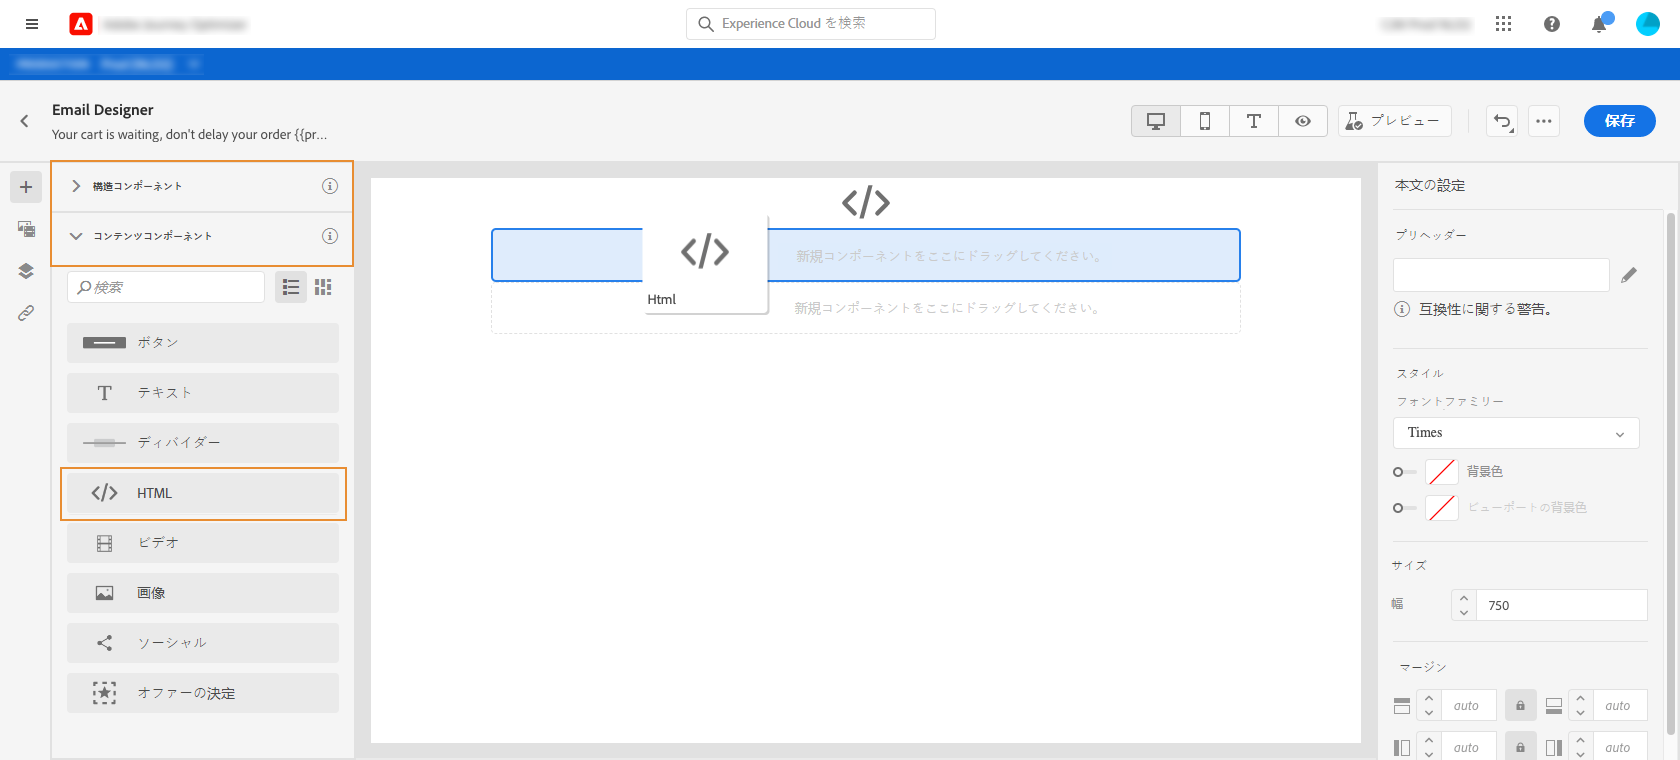 Experience Cloud を検索
Email Designer
Your cart is waiting, don't delay your order {{pr...
プレビュー
保存
構造コンポーネント
コンテンツコンポーネント
検索
ボタン
テキスト
ディバイダー
HTML
ビデオ
画像
ソーシャル
オファーの決定
新規コンポーネントをここにドラッグしてください。
Html
新規コンポーネントをここにドラッグしてください。
本文の設定
プリヘッダー
互換性に関する警告。
スタイル
フォントファミリー
Times
背景色
ビューポートの背景色
サイズ
幅
750
マージン
auto
auto
auto
auto